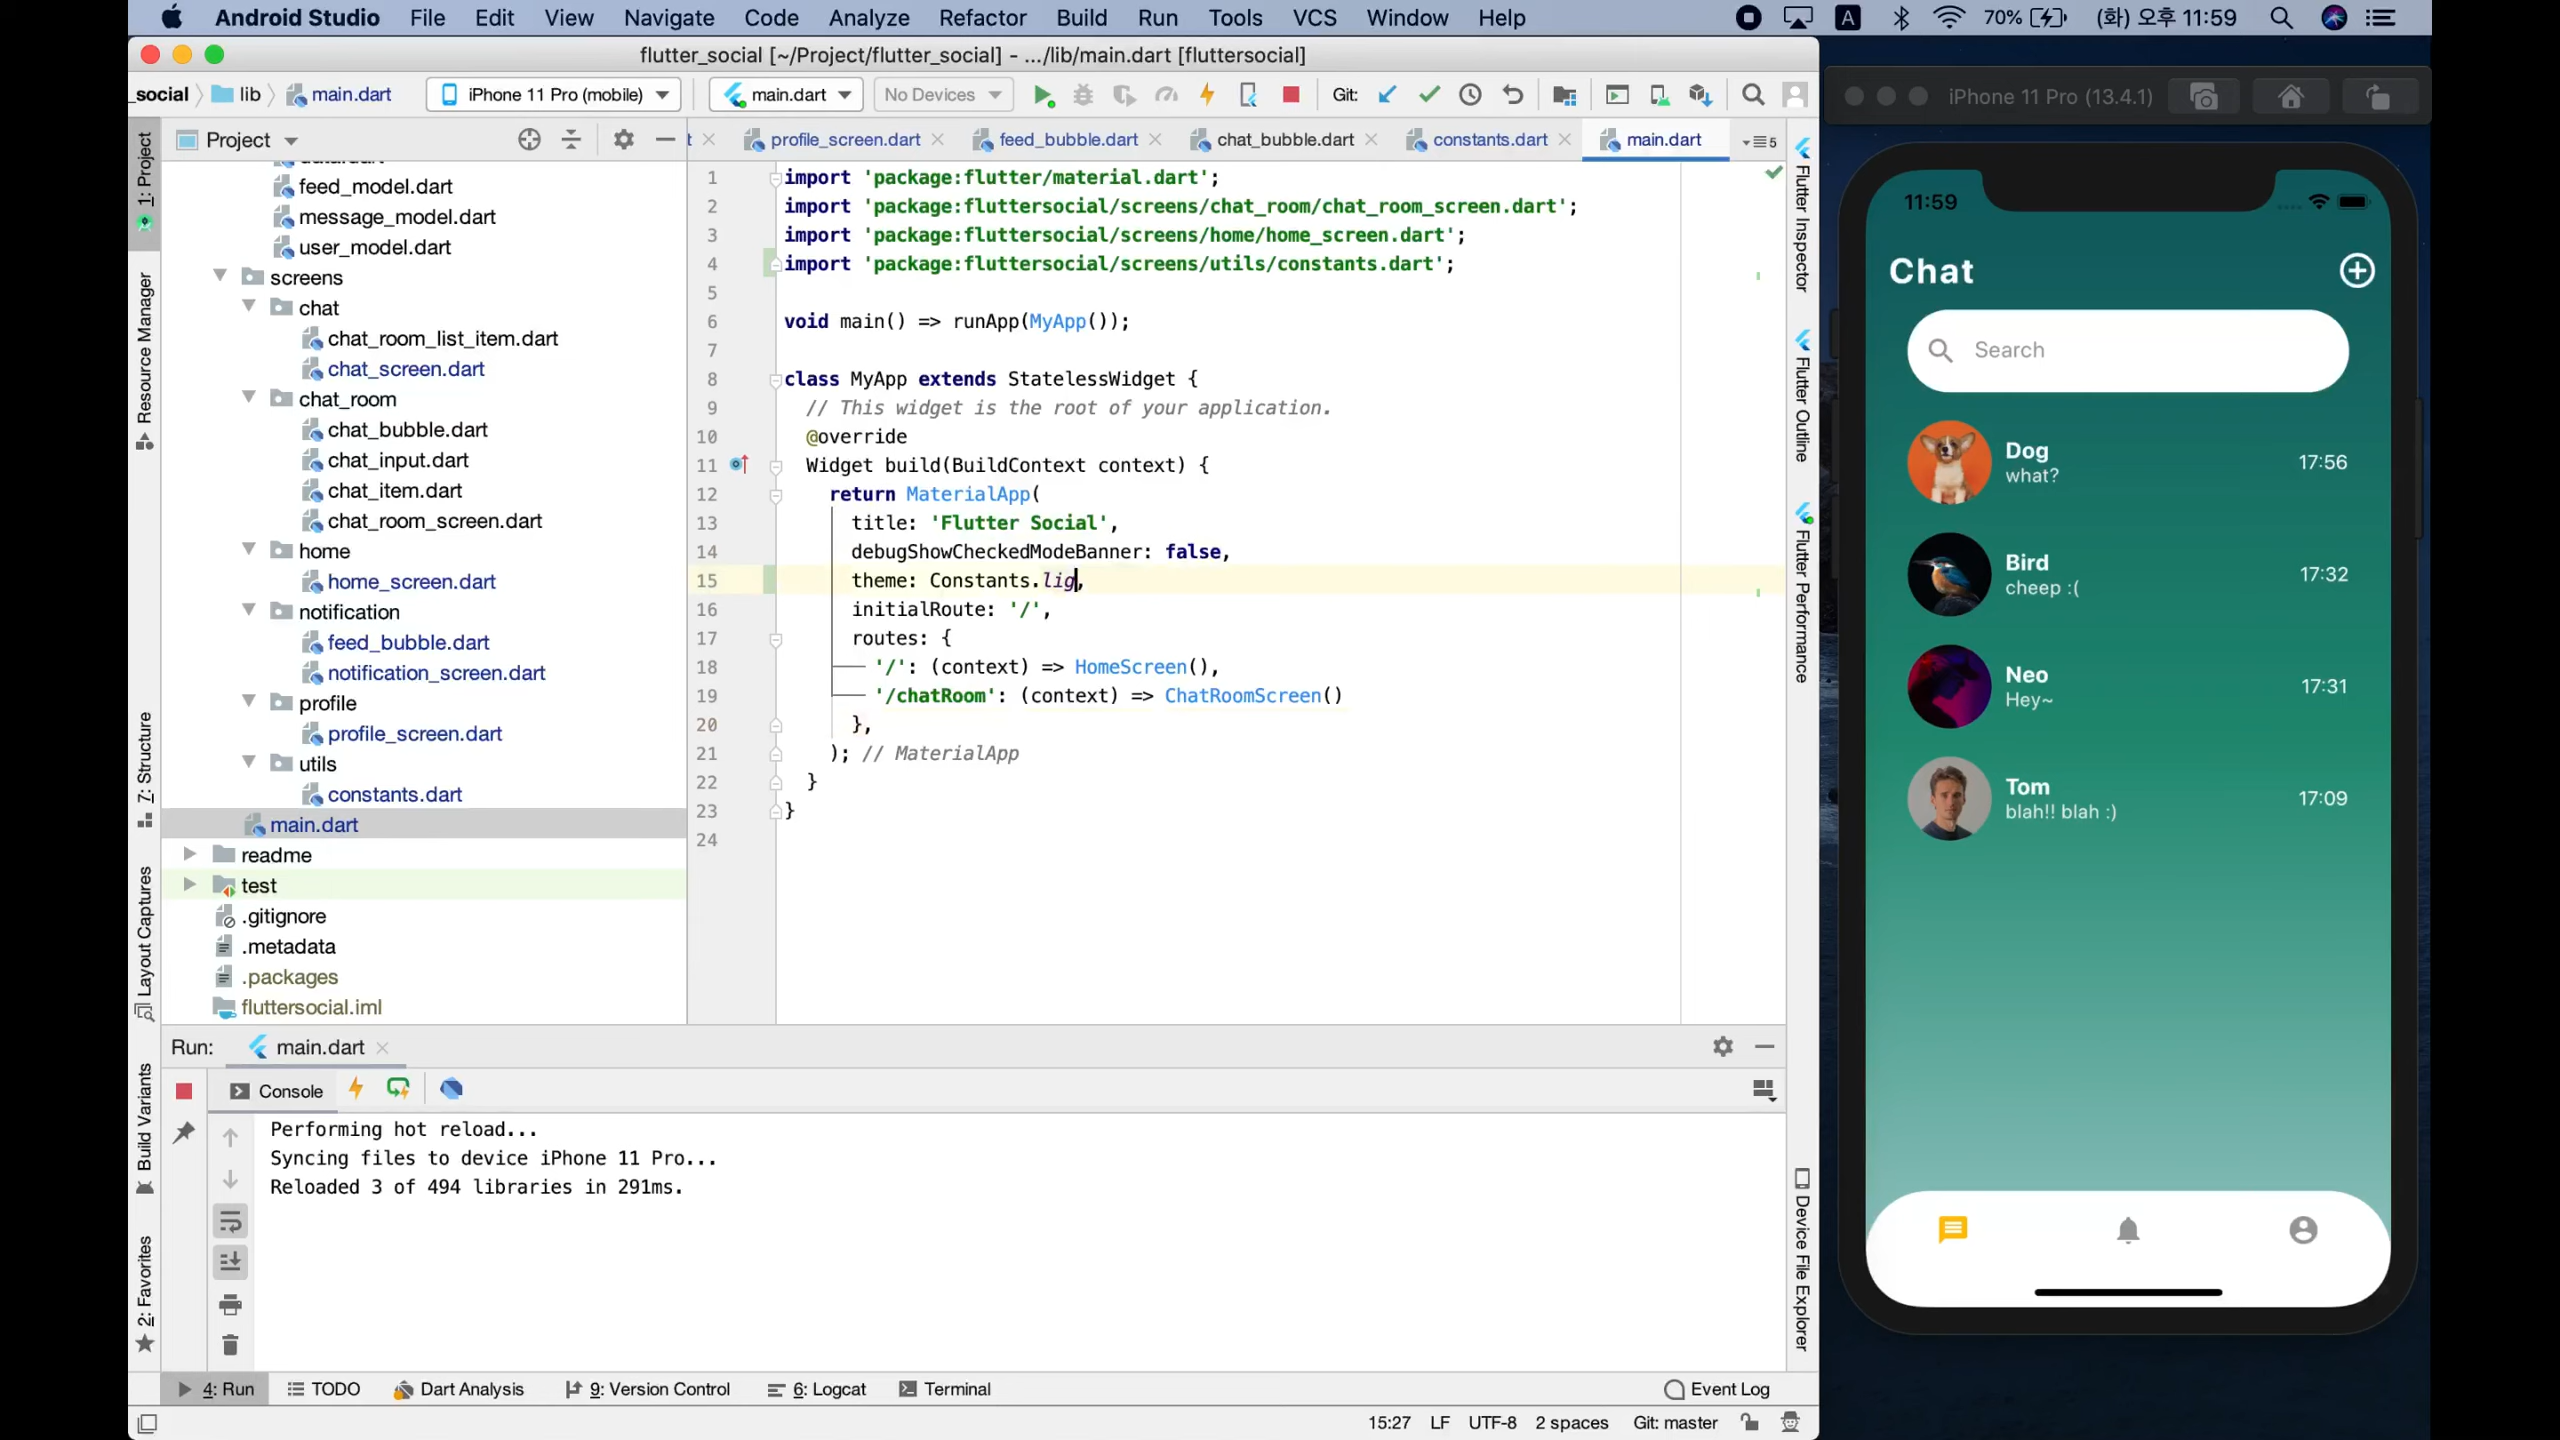 Android Studio File Edit View Navigate Code Analyze Refactor Build Run Tools VCS Window Help A 70% (화) 오후 11:59
flutter_social [~/Project/flutter_social] - .../lib/main.dart [fluttersocial]
_social lib main.dart iPhone 11 Pro (mobile) main.dart No Devices Git:
1: Project
Resource Manager
7: Structure
Layout Captures
Build Variants
2: Favorites
Project
feed_model.dart
message_model.dart
user_model.dart
screens
chat
chat_room_list_item.dart
chat_screen.dart
chat_room
chat_bubble.dart
chat_input.dart
chat_item.dart
chat_room_screen.dart
home
home_screen.dart
notification
feed_bubble.dart
notification_screen.dart
profile
profile_screen.dart
utils
constants.dart
main.dart
readme
test
.gitignore
.metadata
.packages
fluttersocial.iml
t profile_screen.dart feed_bubble.dart chat_bubble.dart constants.dart main.dart 5
1 import 'package:flutter/material.dart';
2 import 'package:fluttersocial/screens/chat_room/chat_room_screen.dart';
3 import 'package:fluttersocial/screens/home/home_screen.dart';
4 import 'package:fluttersocial/screens/utils/constants.dart';
5
6 void main() => runApp(MyApp());
7
8 class MyApp extends StatelessWidget {
9 // This widget is the root of your application.
10 @override
11 Widget build(BuildContext context) {
12 return MaterialApp(
13 title: 'Flutter Social',
14 debugShowCheckedModeBanner: false,
15 theme: Constants.lig,
16 initialRoute: '/',
17 routes: {
18 '/': (context) => HomeScreen(),
19 '/chatRoom': (context) => ChatRoomScreen()
20 },
21 ); // MaterialApp
22 }
23 }
24
Flutter Inspector
Flutter Outline
Flutter Performance
Device File Explorer
Run: main.dart
Console
Performing hot reload...
Syncing files to device iPhone 11 Pro...
Reloaded 3 of 494 libraries in 291ms.
4: Run TODO Dart Analysis 9: Version Control 6: Logcat Terminal Event Log
15:27 LF UTF-8 2 spaces Git: master
iPhone 11 Pro (13.4.1)
11:59
Chat
Search
Dog
what?
17:56
Bird
cheep :(
17:32
Neo
Hey~
17:31
Tom
blah!! blah :)
17:09